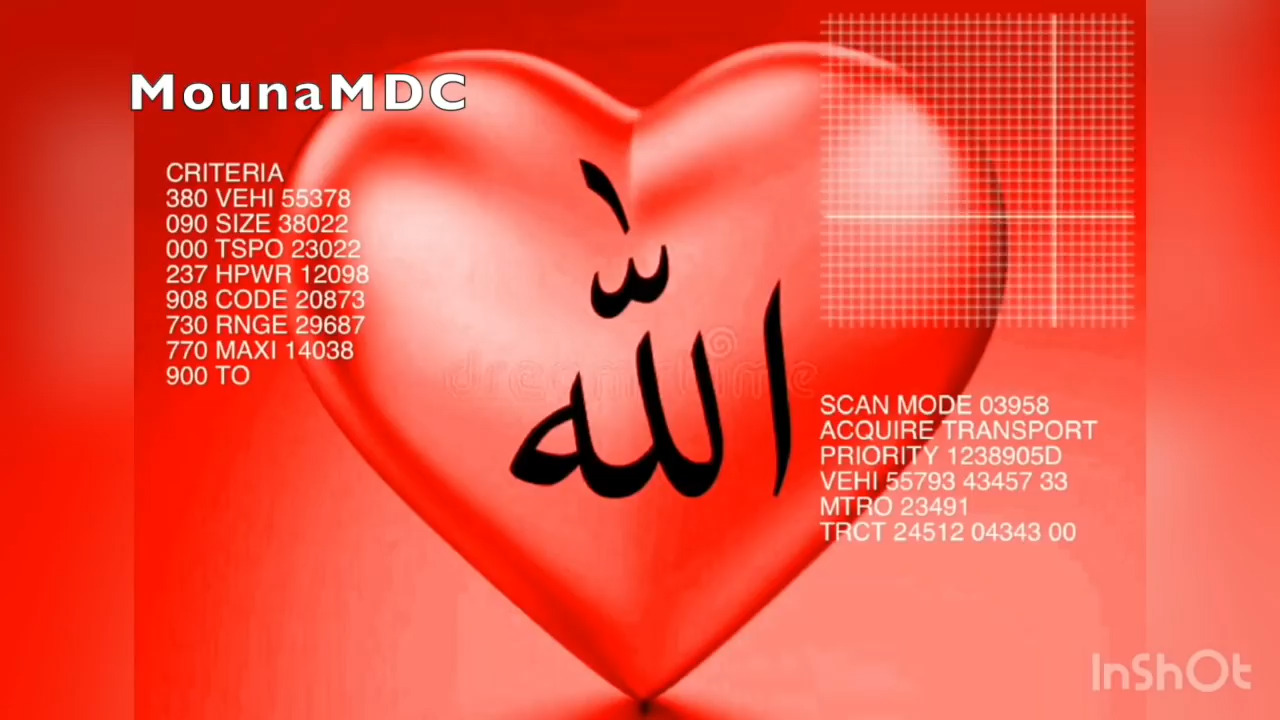 MounaMDC
CRITERIA
380 VEHI 55378
090 SIZE 38022
000 TSPO 23022
237 HPWR 12098
908 CODE 20873
730 RNGE 29687
770 MAXI 14038
900 TO
الله
dreamstime
SCAN MODE 03958
ACQUIRE TRANSPORT
PRIORITY 1238905D
VEHI 55793 43457 33
MTRO 23491
TRCT 24512 04343 00
InShOt